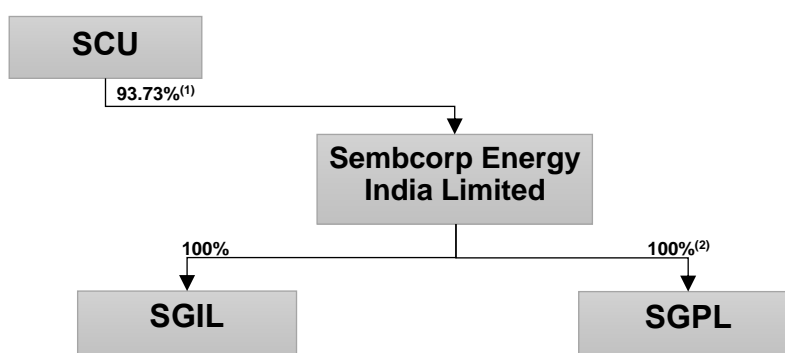 SCU
93.73%(1)
Sembcorp Energy
India Limited
100%
100%(2)
SGIL
SGPL